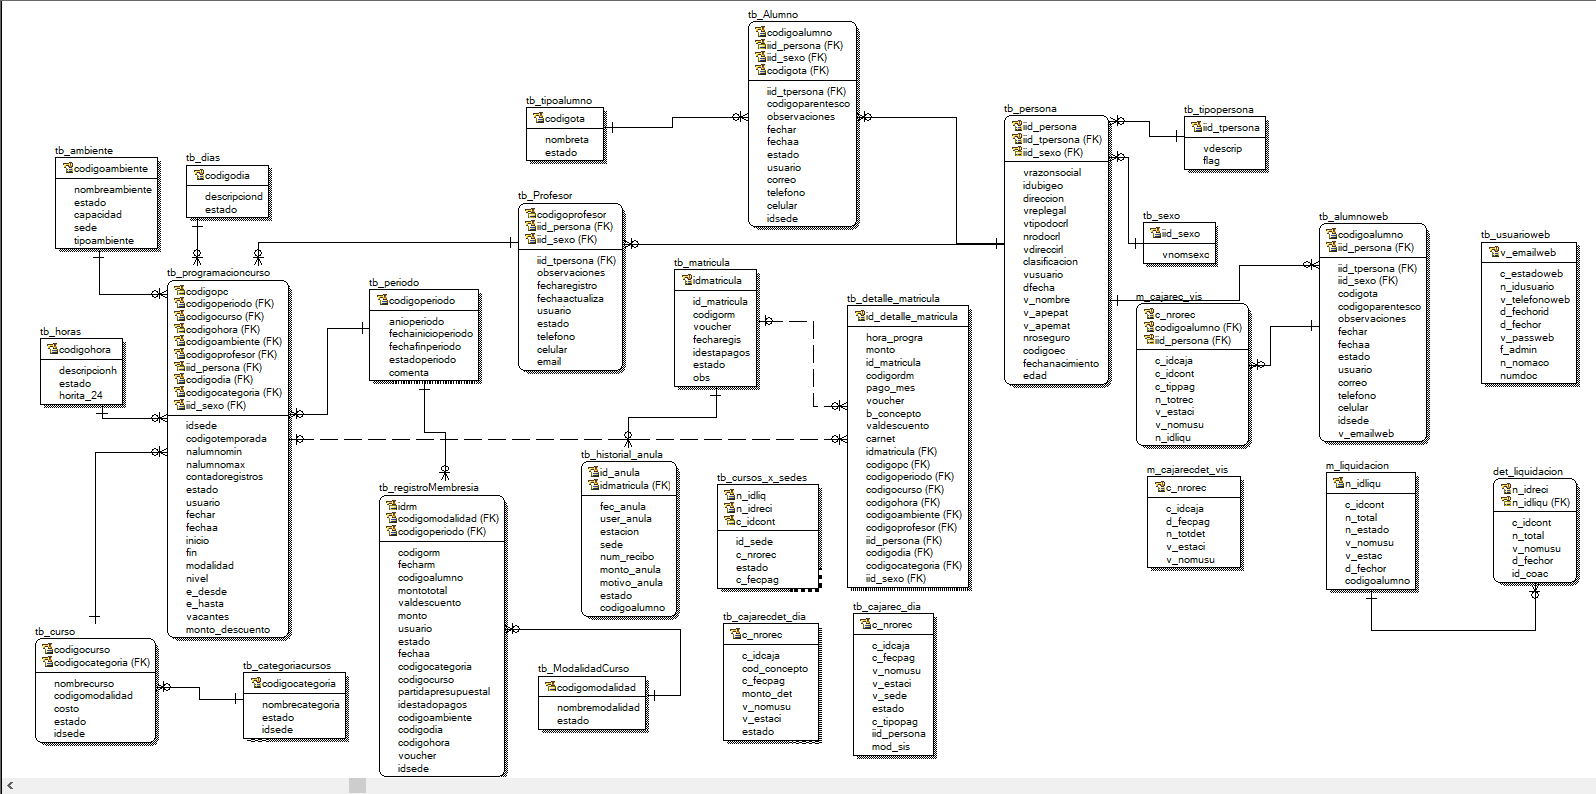 tb_Alumno
codigoalumno
iid_persona (FK)
iid_sexo (FK)
codigota (FK)
iid_tpersona (FK)
codigoparentesco
observaciones
fechar
fechaa
estado
usuario
correo
telefono
celular
idsede
tb_tipoalumno
codigota
nombreta
estado
tb_persona
iid_persona
iid_tpersona (FK)
iid_sexo (FK)
vrazonsocial
idubigeo
direccion
vreplegal
vtipodocrl
nrodocrl
vdireccirl
clasificacion
vusuario
dfecha
v_nombre
v_apepat
v_apemat
nroseguro
codigoec
fechanacimiento
edad
tb_tipopersona
iid_tpersona
vdescrip
flag
tb_ambiente
codigoambiente
nombreambiente
estado
capacidad
sede
tipoambiente
tb_dias
codigodia
descripciond
estado
tb_Profesor
codigoprofesor
iid_persona (FK)
iid_sexo (FK)
iid_tpersona (FK)
observaciones
fecharegistro
fechaactualiza
usuario
estado
telefono
celular
email
tb_sexo
iid_sexo
vnomsexo
tb_alumnoweb
codigoalumno
iid_persona (FK)
iid_tpersona (FK)
iid_sexo (FK)
codigota
codigoparentesco
observaciones
fechar
fechaa
estado
usuario
correo
telefono
celular
idsede
v_emailweb
tb_usuarioweb
v_emailweb
c_estadoweb
n_idusuario
v_telefonoweb
d_fechorid
d_fechor
v_passweb
f_admin
n_nomaco
numdoc
tb_programacioncurso
codigopc
codigoperiodo (FK)
codigocurso (FK)
codigohora (FK)
codigoambiente (FK)
codigoprofesor (FK)
iid_persona (FK)
codigodia (FK)
codigocategoria (FK)
iid_sexo (FK)
idsede
codigotemporada
nalumnomin
nalumnomax
contadoregistros
estado
usuario
fechar
fechaa
inicio
fin
modalidad
nivel
e_desde
e_hasta
vacantes
monto_descuento
tb_periodo
codigoperiodo
anioperiodo
fechainicioperiodo
fechafinperiodo
estadoperiodo
comenta
tb_matricula
idmatricula
id_matricula
codigorm
voucher
fecharegis
idestapagos
estado
obs
tb_detalle_matricula
id_detalle_matricula
hora_progra
monto
id_matricula
codigordm
pago_mes
voucher
b_concepto
valdescuento
carnet
idmatricula (FK)
codigopc (FK)
codigoperiodo (FK)
codigocurso (FK)
codigohora (FK)
codigoambiente (FK)
codigoprofesor (FK)
iid_persona (FK)
codigodia (FK)
codigocategoria (FK)
iid_sexo (FK)
m_cajarec_vis
c_nrorec
codigoalumno (FK)
iid_persona (FK)
c_idcaja
c_idcont
c_tippag
n_totrec
v_estaci
v_nomusu
n_idliqu
tb_horas
codigohora
descripcionh
estado
horita_24
tb_historial_anula
id_anula
idmatricula (FK)
fec_anula
user_anula
estacion
sede
num_recibo
monto_anula
motivo_anula
estado
codigoalumno
tb_cursos_x_sedes
n_idliq
n_idreci
c_idcont
id_sede
c_nrorec
estado
c_fecpag
m_cajarecdet_vis
c_nrorec
c_idcaja
d_fecpag
n_totdet
v_estaci
v_nomusu
m_liquidacion
n_idliqu
c_idcont
n_total
n_estado
v_nomusu
v_estac
d_fechor
codigoalumno
det_liquidacion
n_idreci
n_idliqu (FK)
c_idcont
n_total
v_nomusu
d_fechor
id_coac
tb_registroMembresia
idrm
codigomodalidad (FK)
codigoperiodo (FK)
codigorm
fecharm
codigoalumno
montototal
valdescuento
monto
usuario
estado
fechaa
codigocategoria
codigocurso
partidapresupuestal
idestadopagos
codigoambiente
codigodia
codigohora
voucher
idsede
tb_curso
codigocurso
codigocategoria (FK)
nombrecurso
codigomodalidad
costo
estado
idsede
tb_categoriacursos
codigocategoria
nombrecategoria
estado
idsede
tb_ModalidadCurso
codigomodalidad
nombremodalidad
estado
tb_cajarecdet_dia
c_nrorec
c_idcaja
cod_concepto
c_fecpag
monto_det
v_nomusu
v_estaci
estado
tb_cajarec_dia
c_nrorec
c_idcaja
c_fecpag
v_nomusu
v_estaci
v_sede
estado
c_tipopag
iid_persona
mod_sis